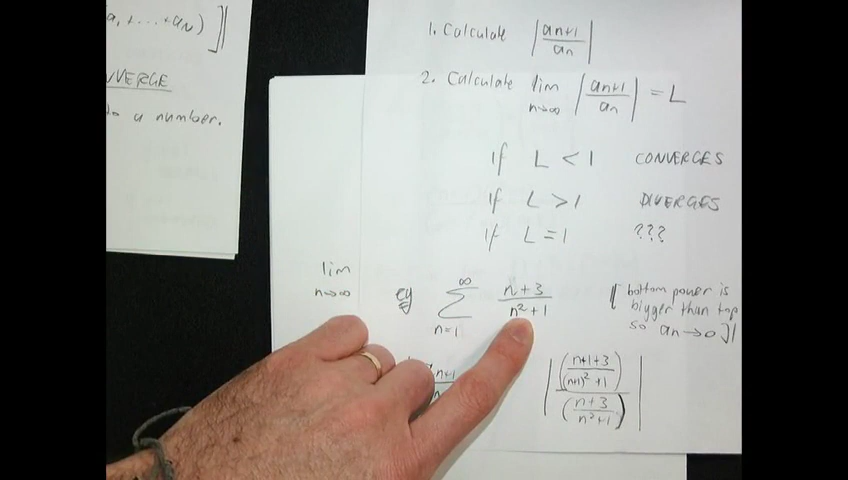 a, + ... + aN) ]|
VERGE
a number.
1. Calculate |an+1/an|
2. Calculate lim n→∞ |an+1/an| = L
If L < 1 CONVERGES
If L > 1 DIVERGES
If L = 1 ???
lim n→∞
eg ∞ Σ n=1 n+3/n²+1
[ bottom power is
bigger than top
so an → 0 ]|
|((n+1+3)/((n+1)²+1))/((n+3)/(n²+1))|